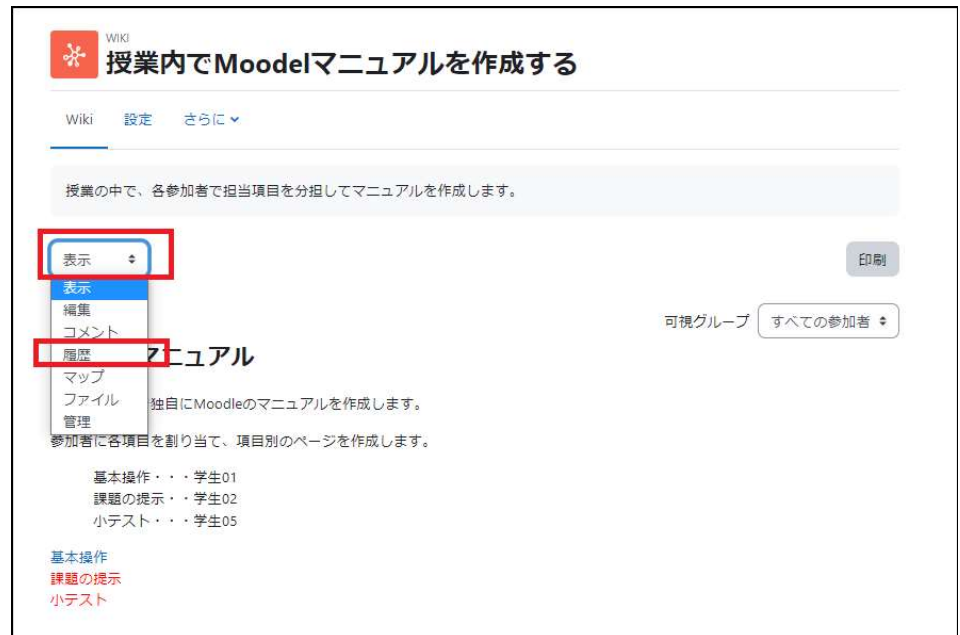 WIKI
授業内でMoodelマニュアルを作成する
Wiki 設定 さらに
授業の中で、各参加者で担当項目を分担してマニュアルを作成します。
表示 印刷
表示
編集
可視グループ すべての参加者
コメント
履歴 マニュアル
マップ
ファイル 独自にMoodleのマニュアルを作成します。
管理
参加者に各項目を割り当て、項目別のページを作成します。
基本操作・・・学生01
課題の提示・・学生02
小テスト・・・学生05
基本操作
課題の提示
小テスト